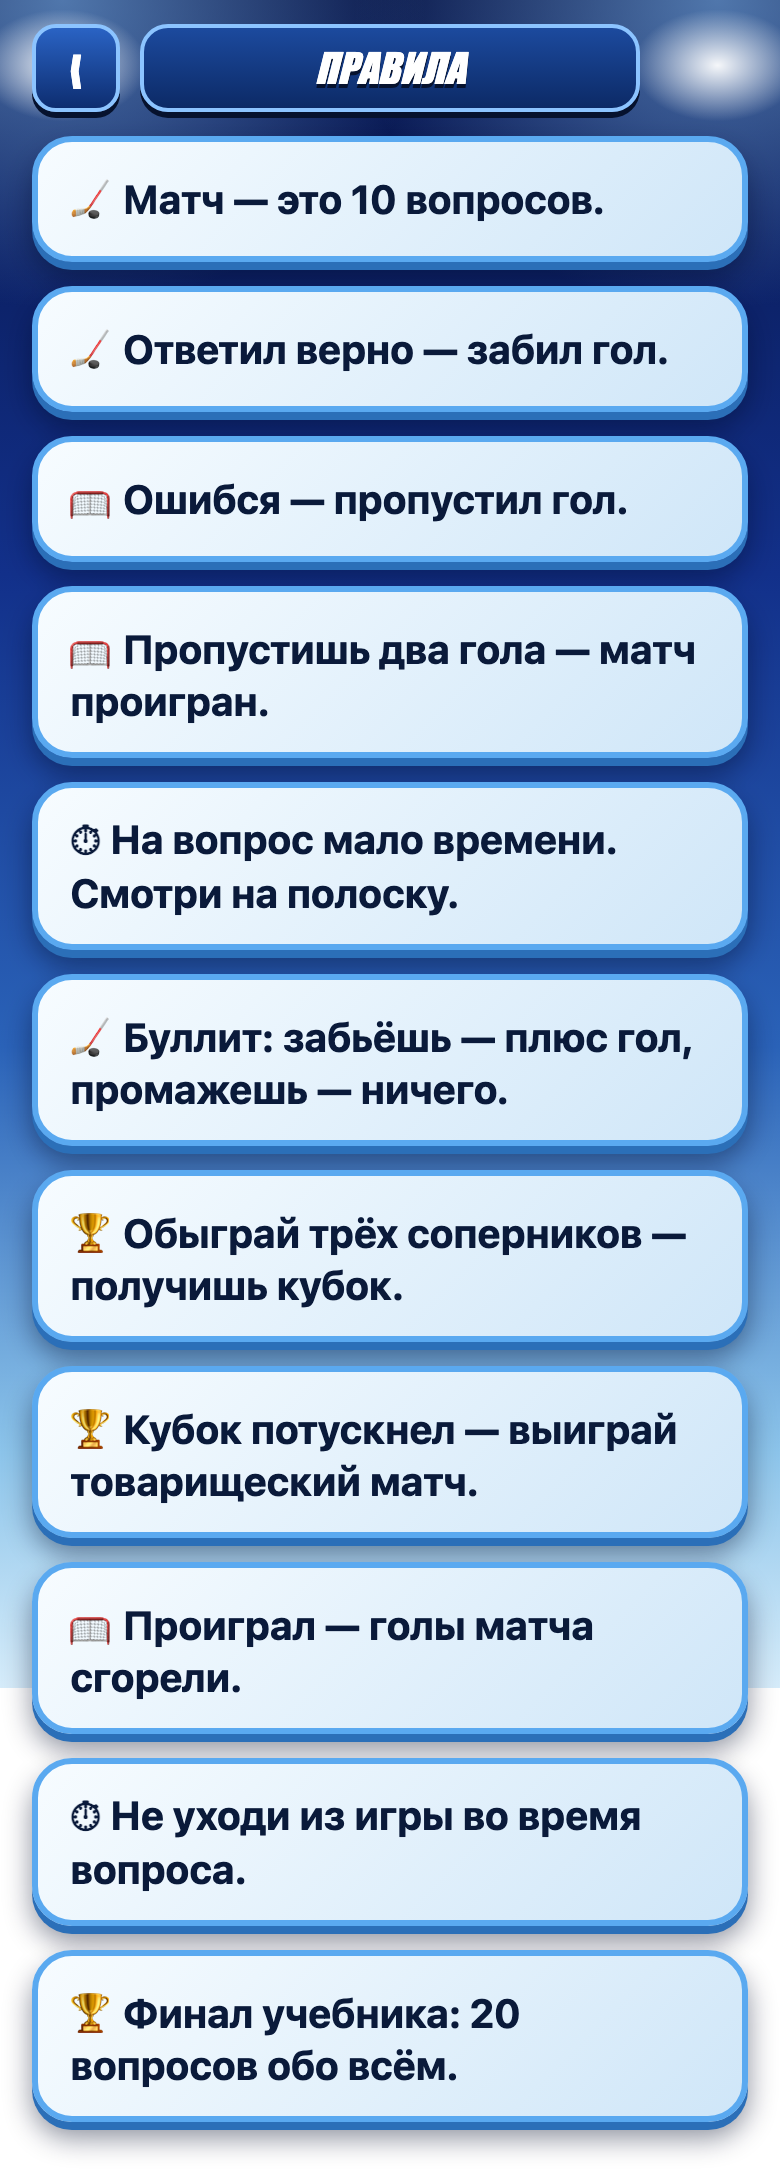 ПРАВИЛА
Матч — это 10 вопросов.
Ответил верно — забил гол.
Ошибся — пропустил гол.
Пропустишь два гола — матч
проигран.
На вопрос мало времени.
Смотри на полоску.
Буллит: забьёшь — плюс гол,
промажешь — ничего.
Обыграй трёх соперников —
получишь кубок.
Кубок потускнел — выиграй
товарищеский матч.
Проиграл — голы матча
сгорели.
Не уходи из игры во время
вопроса.
Финал учебника: 20
вопросов обо всём.